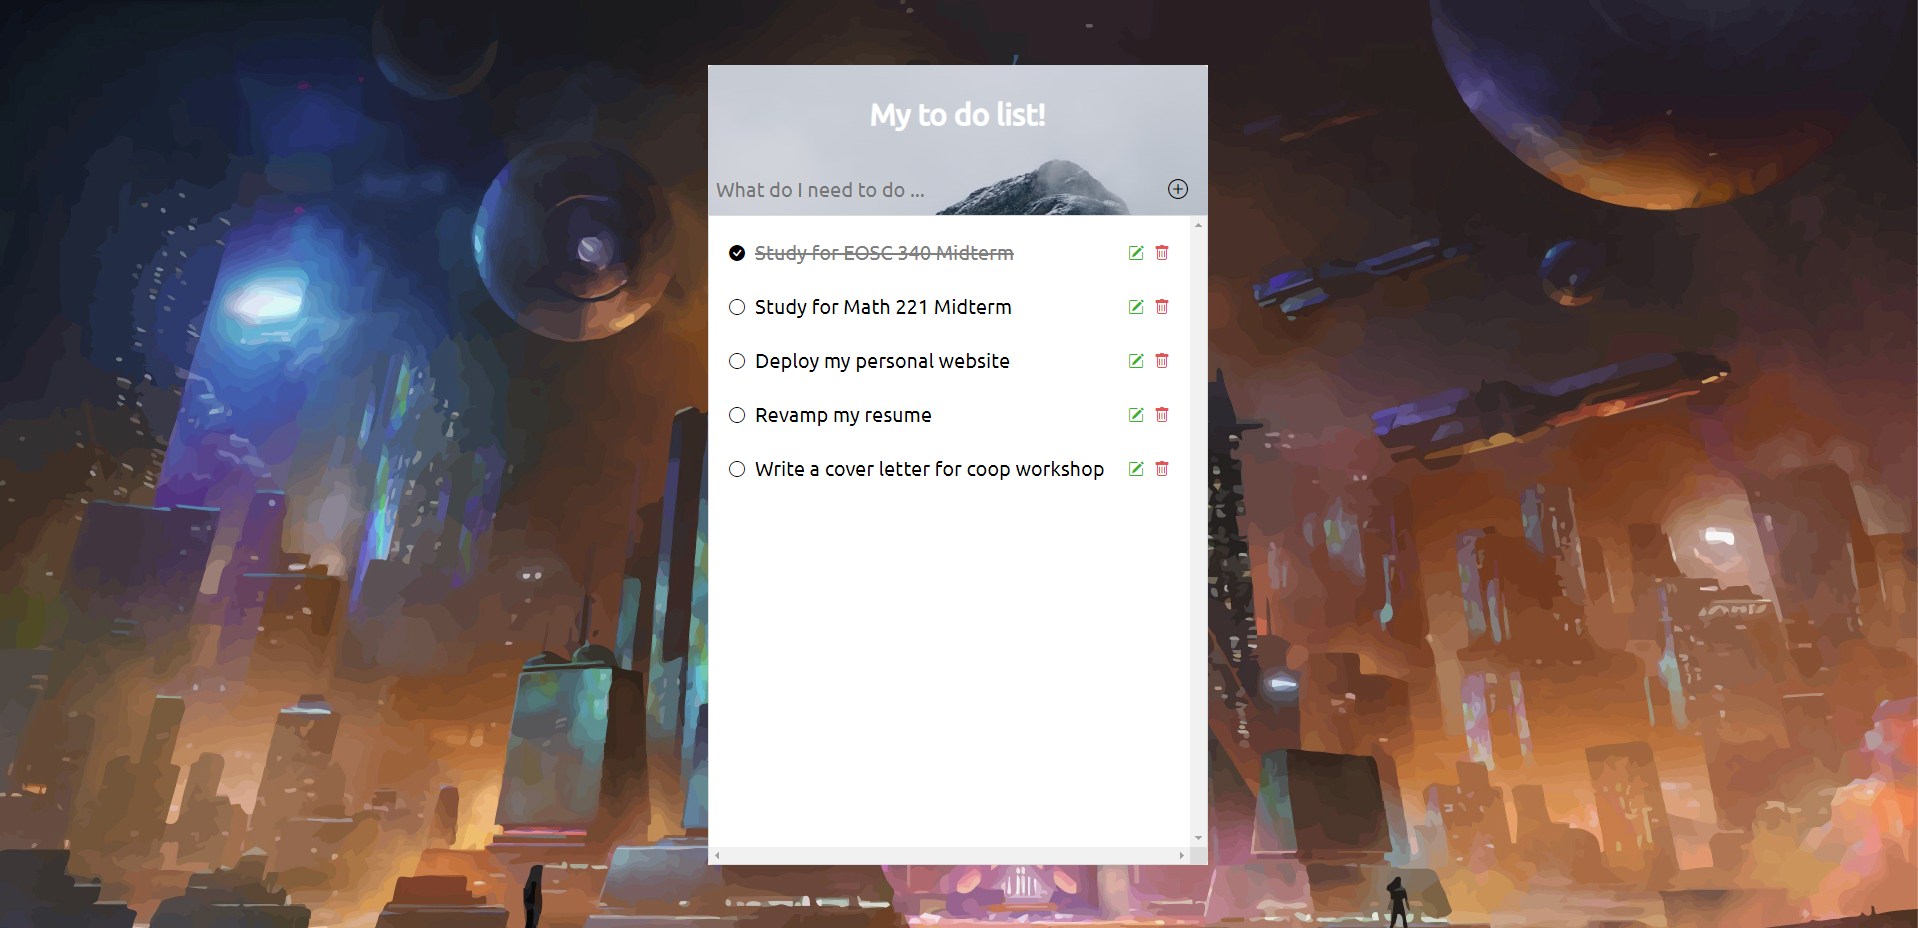 My to do list!
What do I need to do ...
Study for EOSC 340 Midterm
Study for Math 221 Midterm
Deploy my personal website
Revamp my resume
Write a cover letter for coop workshop